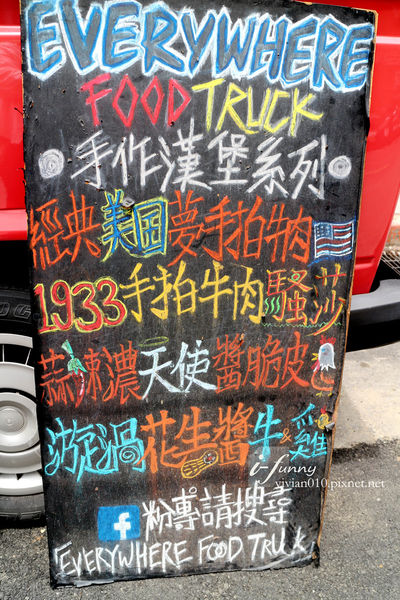 EVERYWHERE
FOOD TRUCK
手作漢堡系列
經典美国夢手拍牛肉
1933手拍牛肉騷莎
蒜辣濃天使醬脆皮
漩渦花生醬牛&雞
i-funny
vivian010.pixnet.net
粉專請搜尋
EVERYWHERE FOOD TRUCK